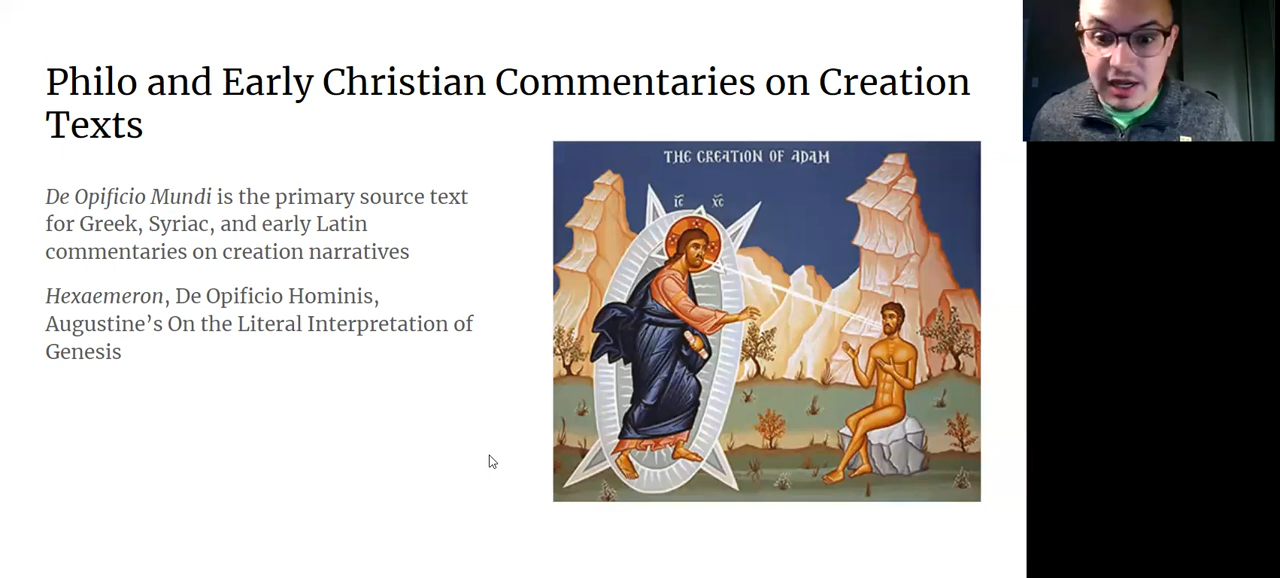 Philo and Early Christian Commentaries on Creation
Texts
De Opificio Mundi is the primary source text
for Greek, Syriac, and early Latin
commentaries on creation narratives
Hexaemeron, De Opificio Hominis,
Augustine’s On the Literal Interpretation of
Genesis
THE CREATION OF ADAM
IC XC